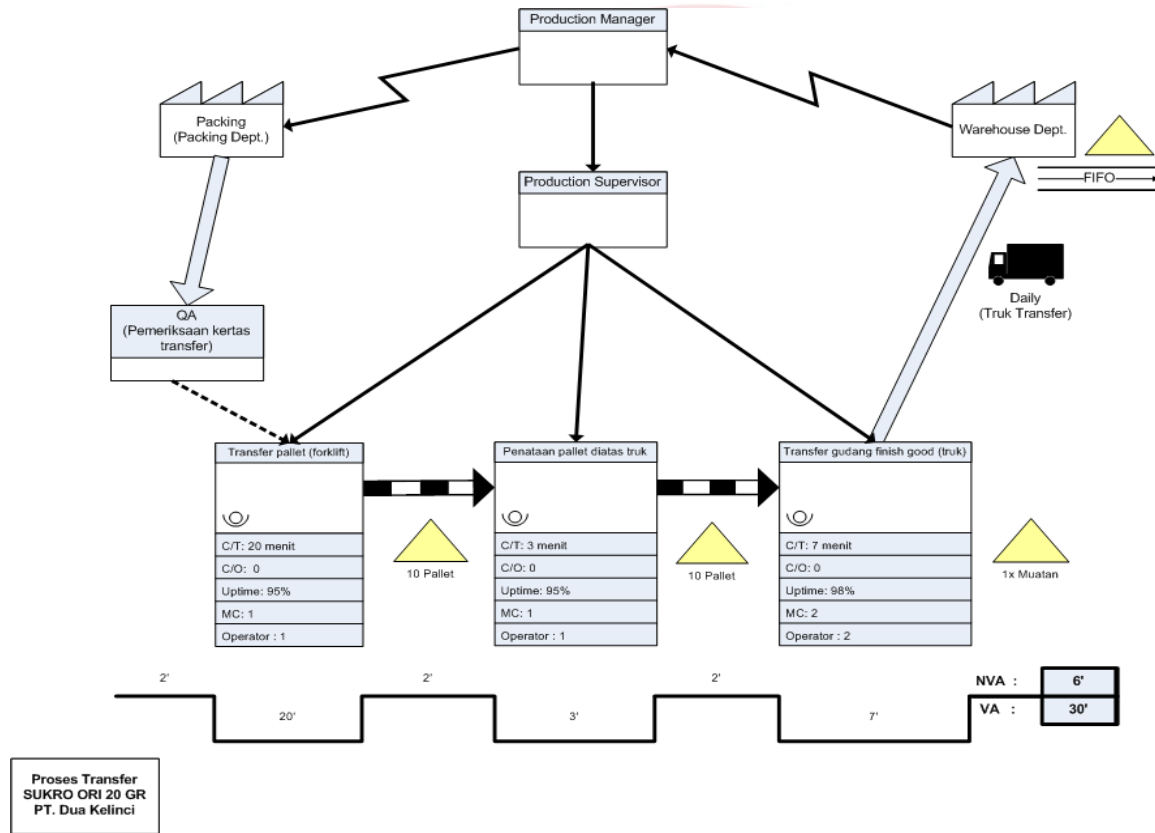 Production Manager
Packing
(Packing Dept.)
Warehouse Dept.
FIFO
Production Supervisor
Daily
(Truk Transfer)
QA
(Pemeriksaan kertas
transfer)
Transfer pallet (forklift)
C/T: 20 menit
C/O: 0
Uptime: 95%
MC: 1
Operator : 1
10 Pallet
Penataan pallet diatas truk
C/T: 3 menit
C/O: 0
Uptime: 95%
MC: 1
Operator : 1
10 Pallet
Transfer gudang finish good (truk)
C/T: 7 menit
C/O: 0
Uptime: 98%
MC: 2
Operator : 2
1x Muatan
2'
20'
2'
3'
2'
7'
NVA : 6'
VA : 30'
Proses Transfer
SUKRO ORI 20 GR
PT. Dua Kelinci